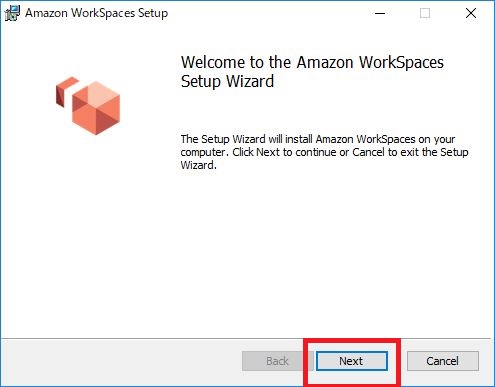 Amazon WorkSpaces Setup
Welcome to the Amazon WorkSpaces
Setup Wizard
The Setup Wizard will install Amazon WorkSpaces on your
computer. Click Next to continue or Cancel to exit the Setup
Wizard.
Back Next Cancel